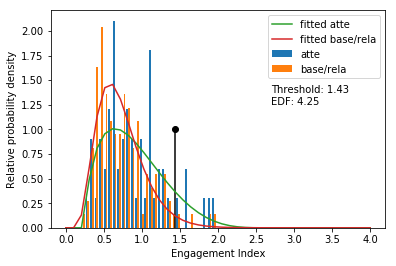 fitted atte
fitted base/rela
atte
base/rela
Threshold: 1.43
EDF: 4.25
Relative probability density
2.00
1.75
1.50
1.25
1.00
0.75
0.50
0.25
0.00
0.0 0.5 1.0 1.5 2.0 2.5 3.0 3.5 4.0
Engagement Index